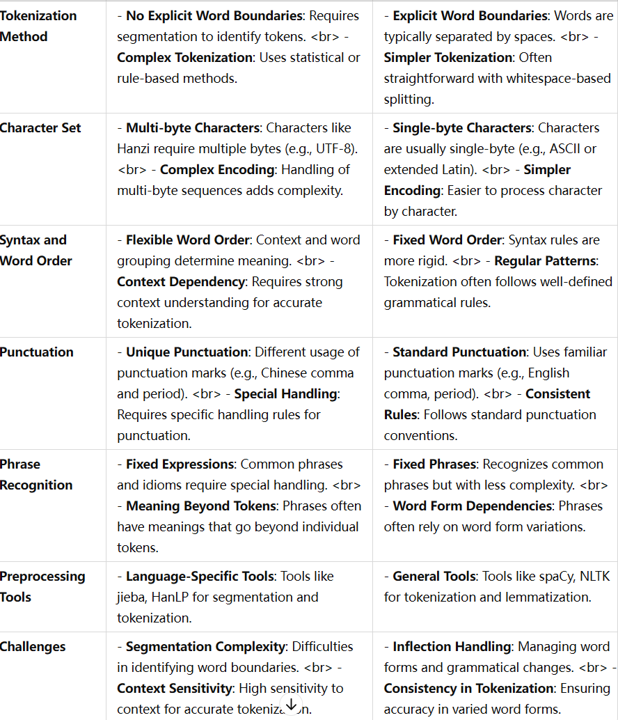 Tokenization
Method
- No Explicit Word Boundaries: Requires
segmentation to identify tokens. <br> -
Complex Tokenization: Uses statistical or
rule-based methods.
- Explicit Word Boundaries: Words are
typically separated by spaces. <br> -
Simpler Tokenization: Often
straightforward with whitespace-based
splitting.
Character Set
- Multi-byte Characters: Characters like
Hanzi require multiple bytes (e.g., UTF-8).
<br> - Complex Encoding: Handling of
multi-byte sequences adds complexity.
- Single-byte Characters: Characters
are usually single-byte (e.g., ASCII or
extended Latin). <br> - Simpler
Encoding: Easier to process character
by character.
Syntax and
Word Order
- Flexible Word Order: Context and word
grouping determine meaning. <br> -
Context Dependency: Requires strong
context understanding for accurate
tokenization.
- Fixed Word Order: Syntax rules are
more rigid. <br> - Regular Patterns:
Tokenization often follows well-defined
grammatical rules.
Punctuation
- Unique Punctuation: Different usage of
punctuation marks (e.g., Chinese comma
and period). <br> - Special Handling:
Requires specific handling rules for
punctuation.
- Standard Punctuation: Uses familiar
punctuation marks (e.g., English
comma, period). <br> - Consistent
Rules: Follows standard punctuation
conventions.
Phrase
Recognition
- Fixed Expressions: Common phrases
and idioms require special handling. <br>
- Meaning Beyond Tokens: Phrases often
have meanings that go beyond individual
tokens.
- Fixed Phrases: Recognizes common
phrases but with less complexity. <br>
- Word Form Dependencies: Phrases
often rely on word form variations.
Preprocessing
Tools
- Language-Specific Tools: Tools like
jieba, HanLP for segmentation and
tokenization.
- General Tools: Tools like spaCy, NLTK
for tokenization and lemmatization.
Challenges
- Segmentation Complexity: Difficulties
in identifying word boundaries. <br> -
Context Sensitivity: High sensitivity to
context for accurate tokenization.
- Inflection Handling: Managing word
forms and grammatical changes. <br> -
Consistency in Tokenization: Ensuring
accuracy in varied word forms.